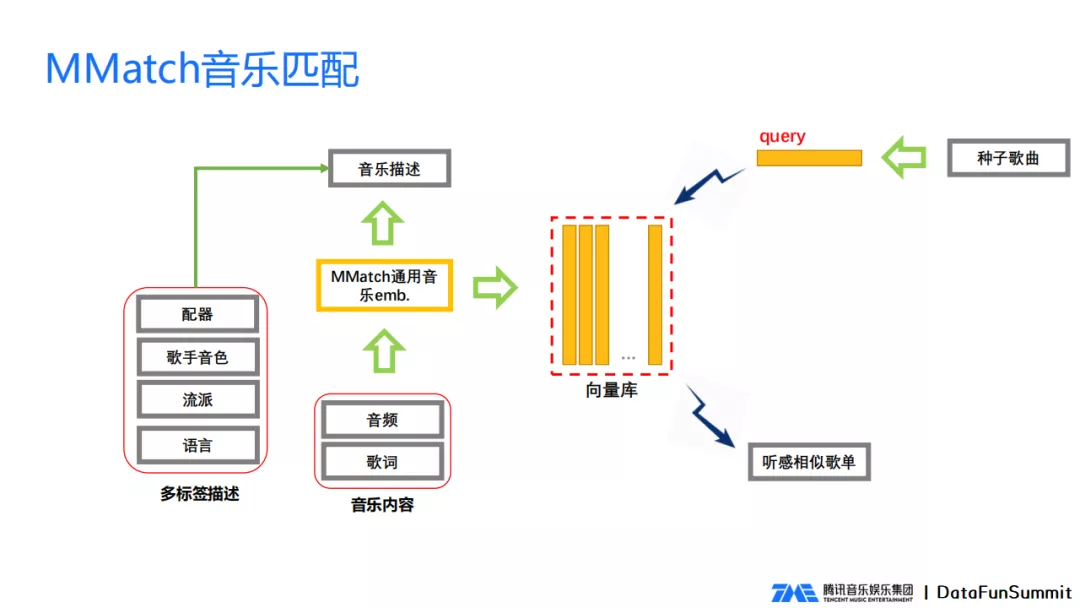 MMatch音乐匹配
query
种子歌曲
音乐描述
MMatch通用音
乐emb.
配器
歌手音色
流派
语言
多标签描述
音频
歌词
音乐内容
...
向量库
听感相似歌单
TME
腾讯音乐娱乐集团
TENCENT MUSIC ENTERTAINMENT
| DataFunSummit